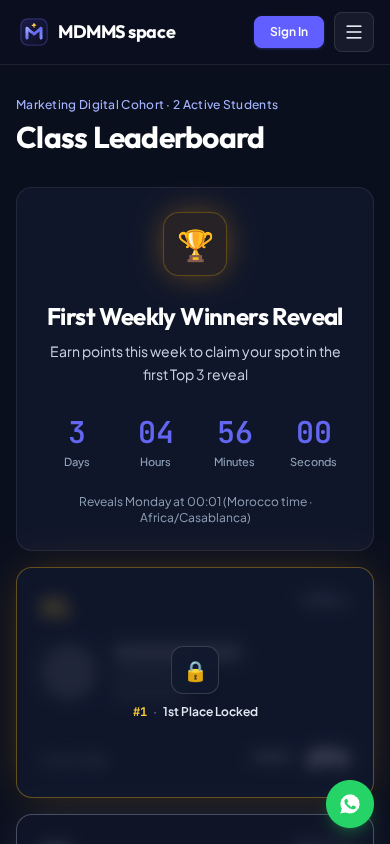 MDMMS space
Sign In
Marketing Digital Cohort · 2 Active Students
Class Leaderboard
First Weekly Winners Reveal
Earn points this week to claim your spot in the
first Top 3 reveal
3 04 56 00
Days Hours Minutes Seconds
Reveals Monday at 00:01 (Morocco time ·
Africa/Casablanca)
#1 · 1st Place Locked